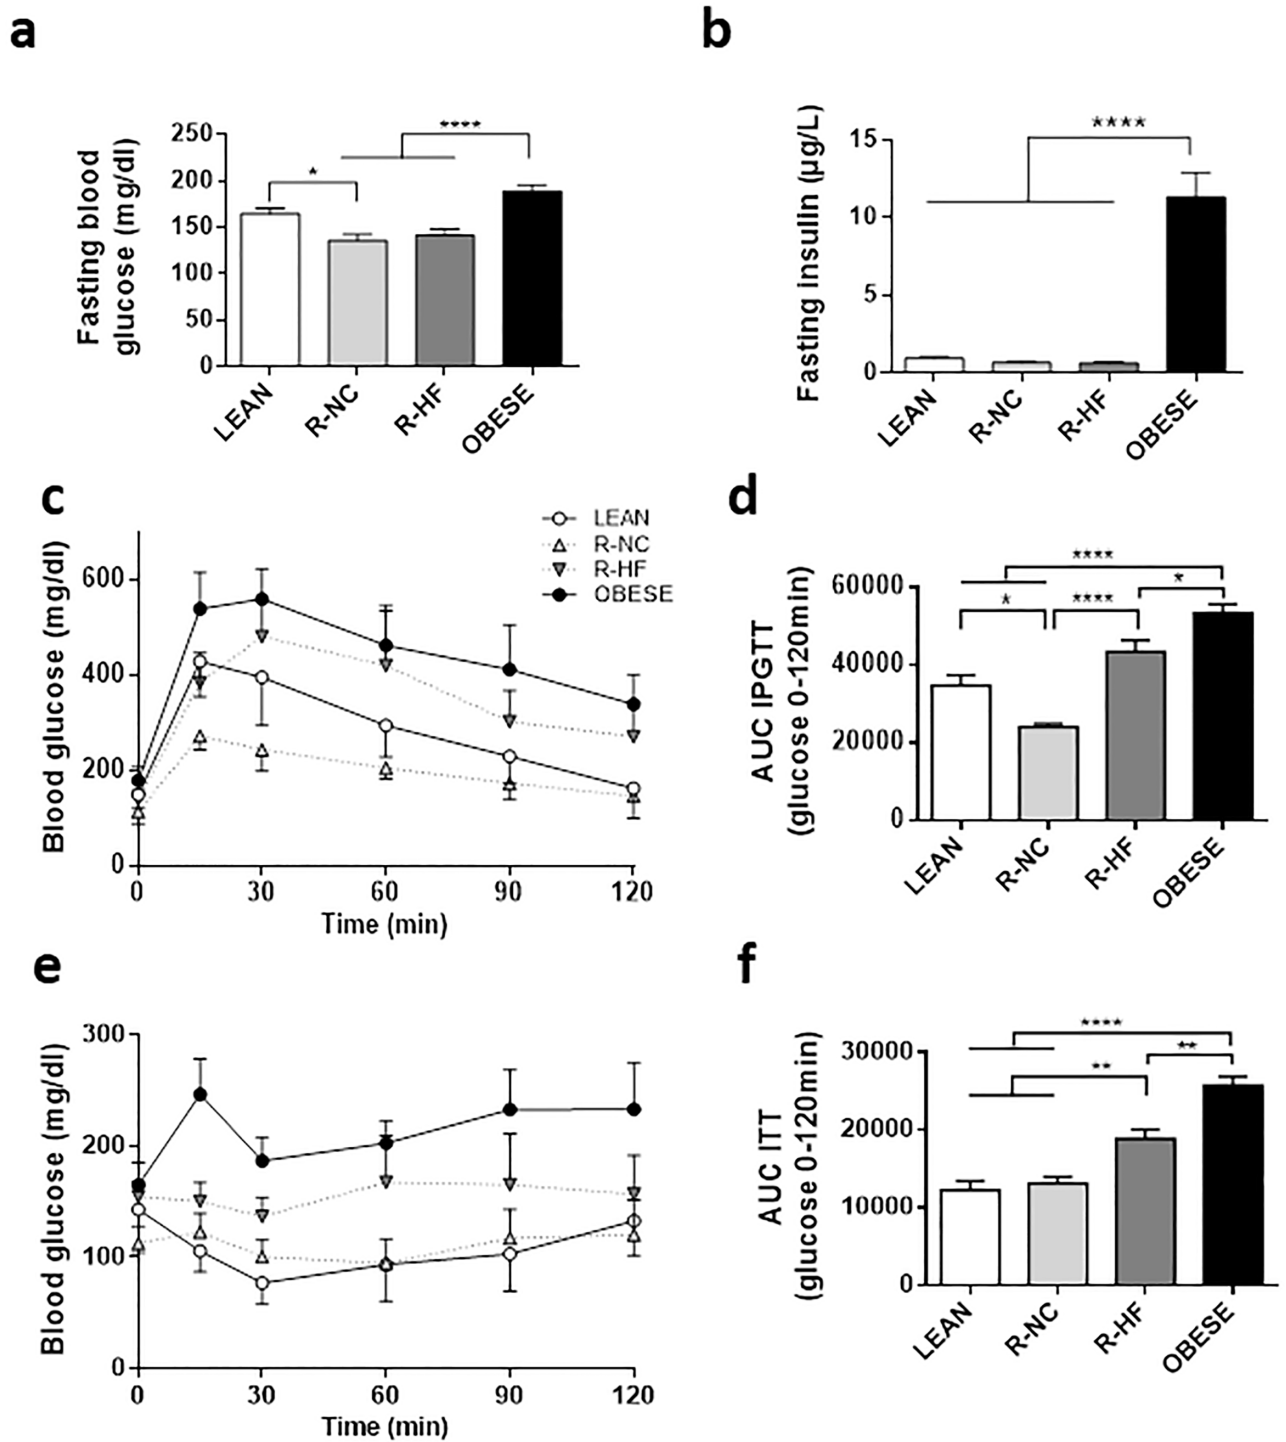 a
Fasting blood
glucose (mg/dl)
250
200
150
100
50
0
*
****
LEAN
R-NC
R-HF
OBESE
b
Fasting insulin (µg/L)
15
10
5
0
****
LEAN
R-NC
R-HF
OBESE
c
Blood glucose (mg/dl)
600
400
200
0
0
30
60
90
120
Time (min)
LEAN
R-NC
R-HF
OBESE
d
AUC IPGTT
(glucose 0-120min)
60000
40000
20000
0
****
*
*
****
LEAN
R-NC
R-HF
OBESE
e
Blood glucose (mg/dl)
300
200
100
0
0
30
60
90
120
Time (min)
f
AUC ITT
(glucose 0-120min)
30000
20000
10000
0
****
**
**
LEAN
R-NC
R-HF
OBESE